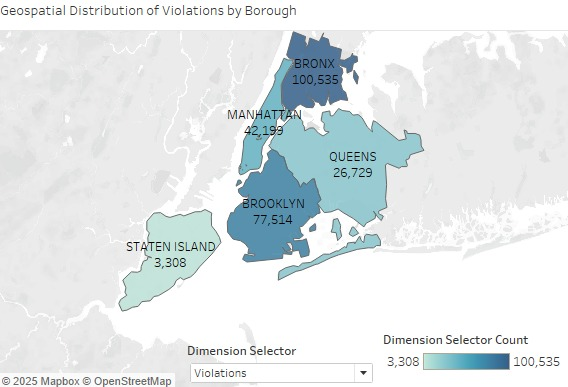 Geospatial Distribution of Violations by Borough
BRONX
100,535
MANHATTAN
42,199
QUEENS
26,729
BROOKLYN
77,514
STATEN ISLAND
3,308
Dimension Selector
Violations
Dimension Selector Count
3,308 100,535
© 2025 Mapbox © OpenStreetMap